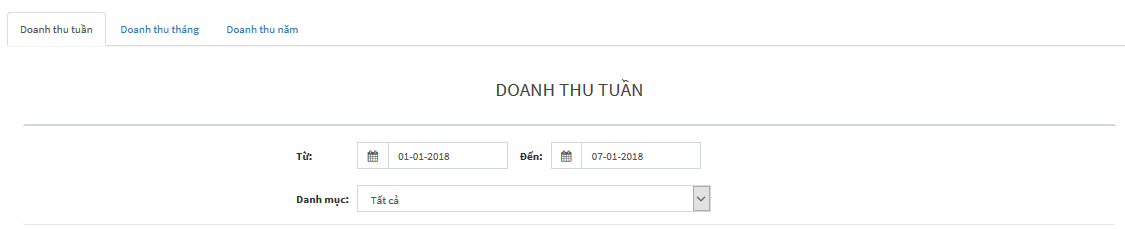 Doanh thu tuần Doanh thu tháng Doanh thu năm
DOANH THU TUẦN
Từ: 01-01-2018 Đến: 07-01-2018
Danh mục: Tất cả